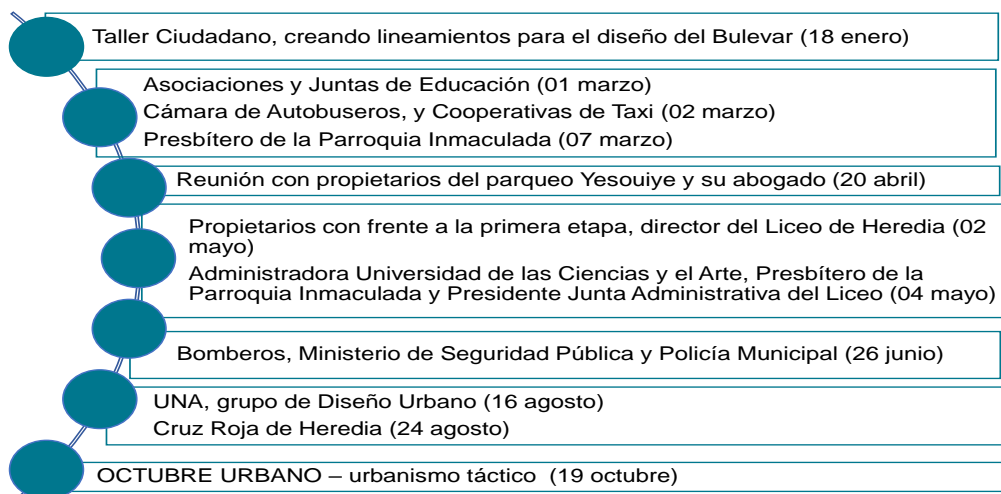 Taller Ciudadano, creando lineamientos para el diseño del Bulevar (18 enero)
Asociaciones y Juntas de Educación (01 marzo)
Cámara de Autobuseros, y Cooperativas de Taxi (02 marzo)
Presbítero de la Parroquia Inmaculada (07 marzo)
Reunión con propietarios del parqueo Yesouiye y su abogado (20 abril)
Propietarios con frente a la primera etapa, director del Liceo de Heredia (02
mayo)
Administradora Universidad de las Ciencias y el Arte, Presbítero de la
Parroquia Inmaculada y Presidente Junta Administrativa del Liceo (04 mayo)
Bomberos, Ministerio de Seguridad Pública y Policía Municipal (26 junio)
UNA, grupo de Diseño Urbano (16 agosto)
Cruz Roja de Heredia (24 agosto)
OCTUBRE URBANO – urbanismo táctico (19 octubre)